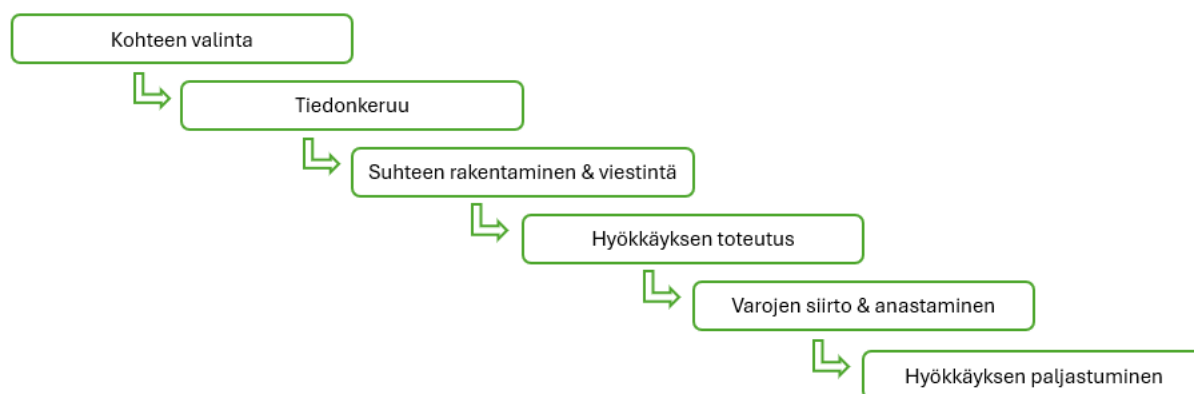 Kohteen valinta
Tiedonkeruu
Suhteen rakentaminen & viestintä
Hyökkäyksen toteutus
Varojen siirto & anastaminen
Hyökkäyksen paljastuminen